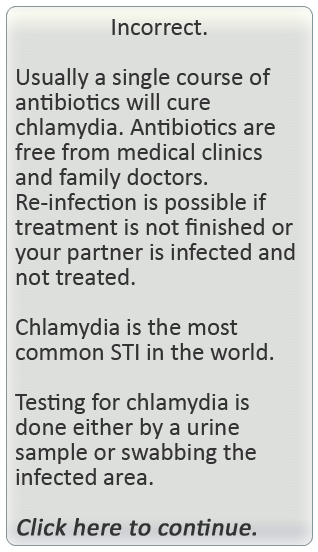 Incorrect.
Usually a single course of
antibiotics will cure
chlamydia. Antibiotics are
free from medical clinics
and family doctors.
Re-infection is possible if
treatment is not finished or
your partner is infected and
not treated.
Chlamydia is the most
common STI in the world.
Testing for chlamydia is
done either by a urine
sample or swabbing the
infected area.
Click here to continue.